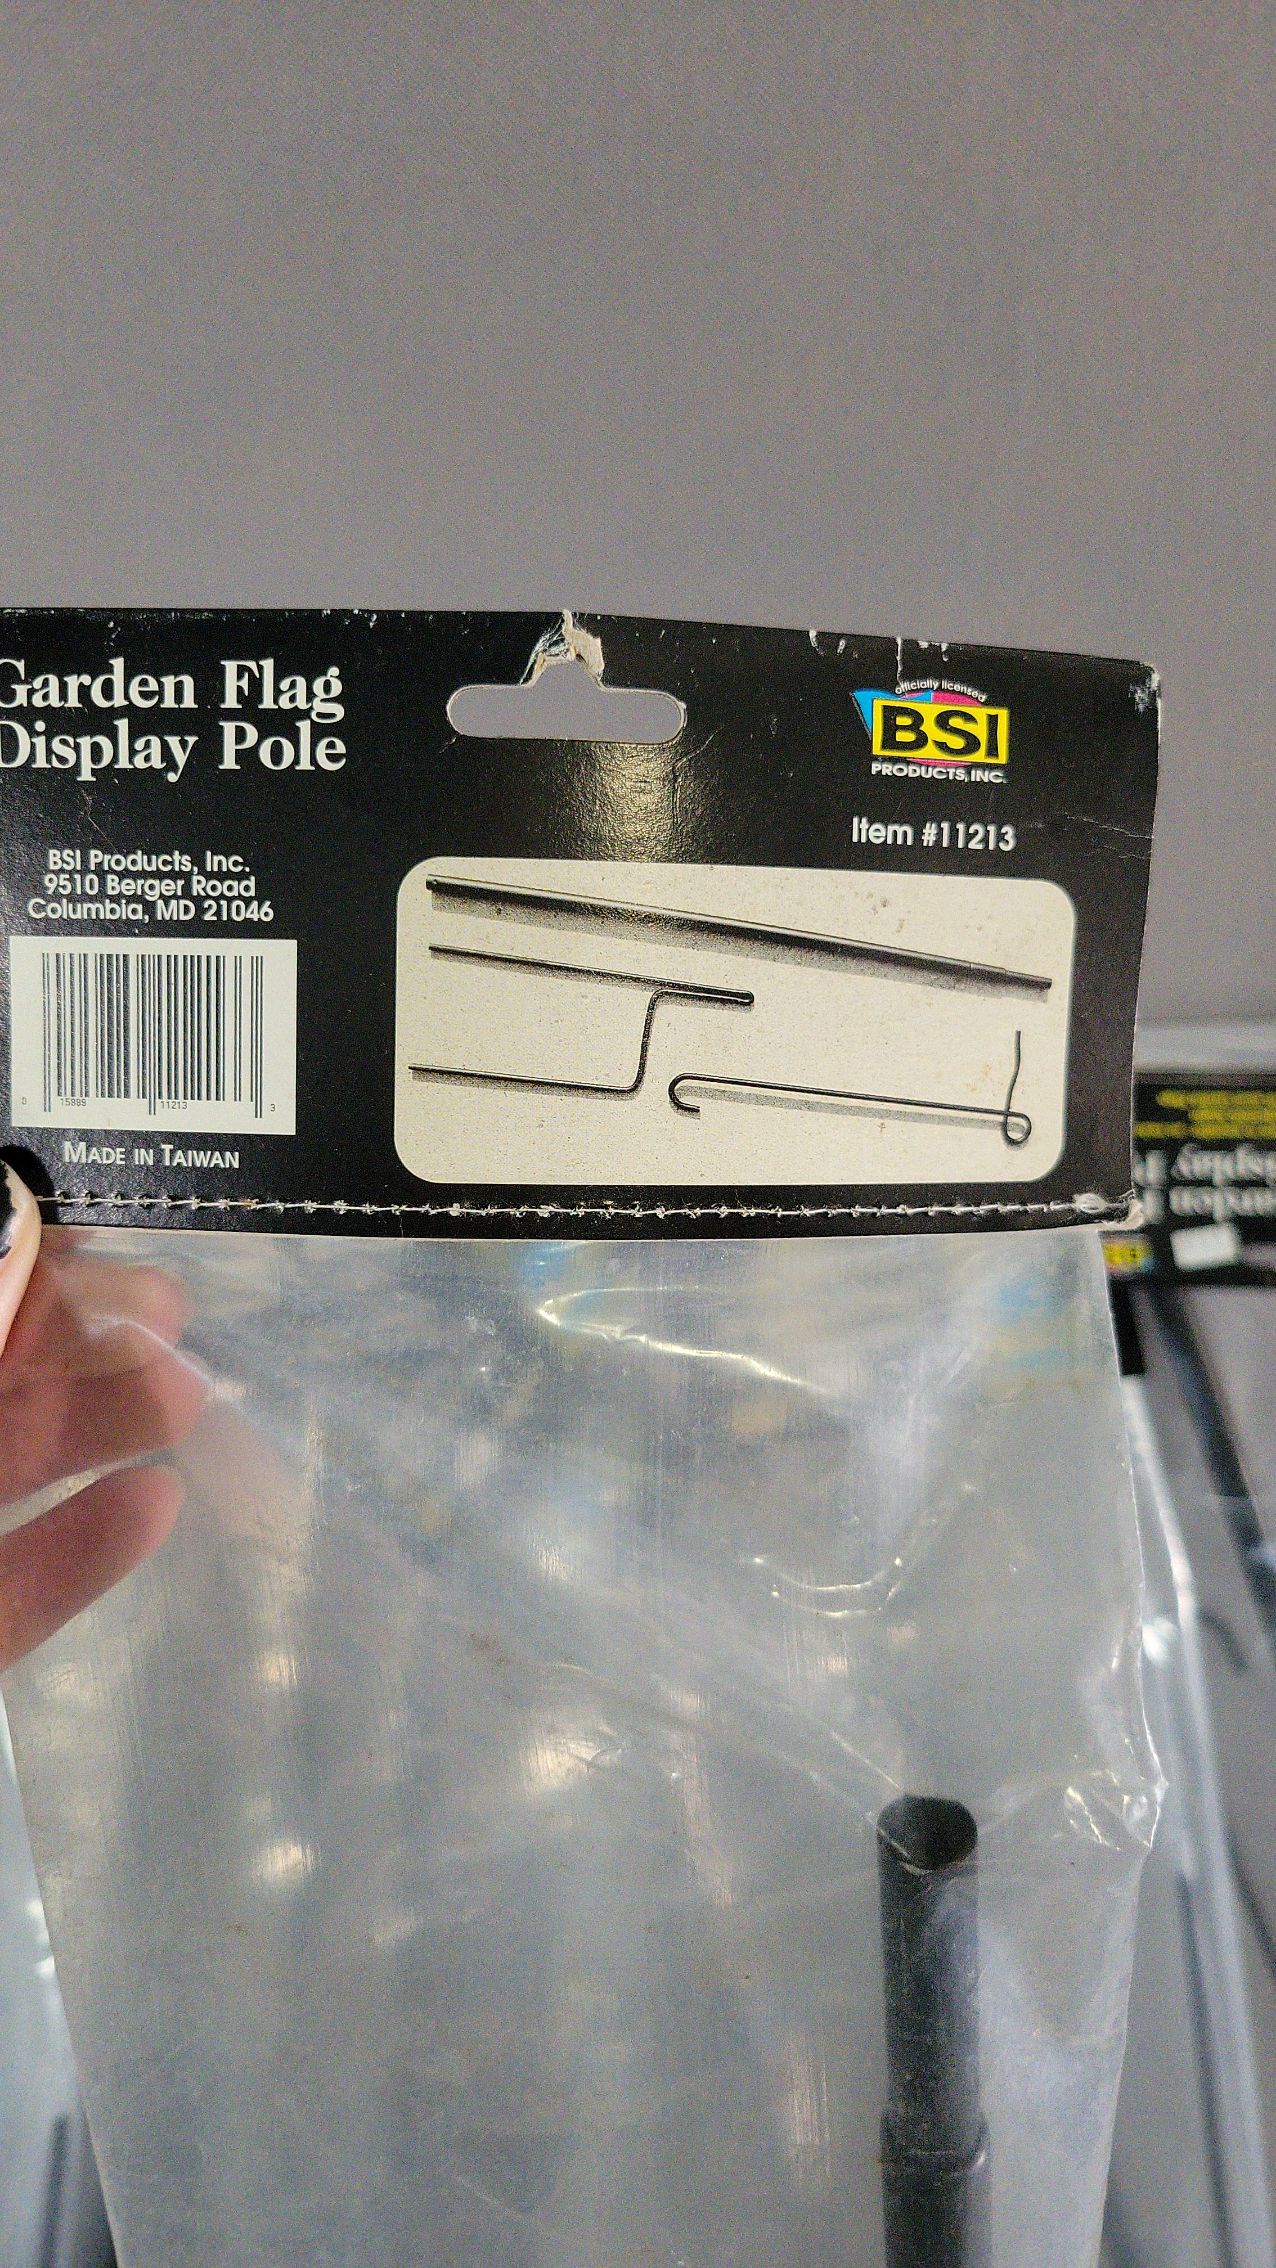 Garden Flag
Display Pole
officially licensed
BSI
PRODUCTS, INC.
Item #11213
BSI Products, Inc.
9510 Berger Road
Columbia, MD 21046
0 15989 11213 3
MADE IN TAIWAN